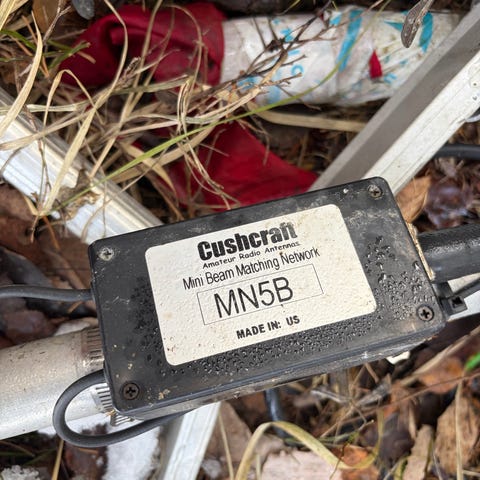 Cushcraft
Amateur Radio Antennas
Mini Beam Matching Network
MN5B
MADE IN: US